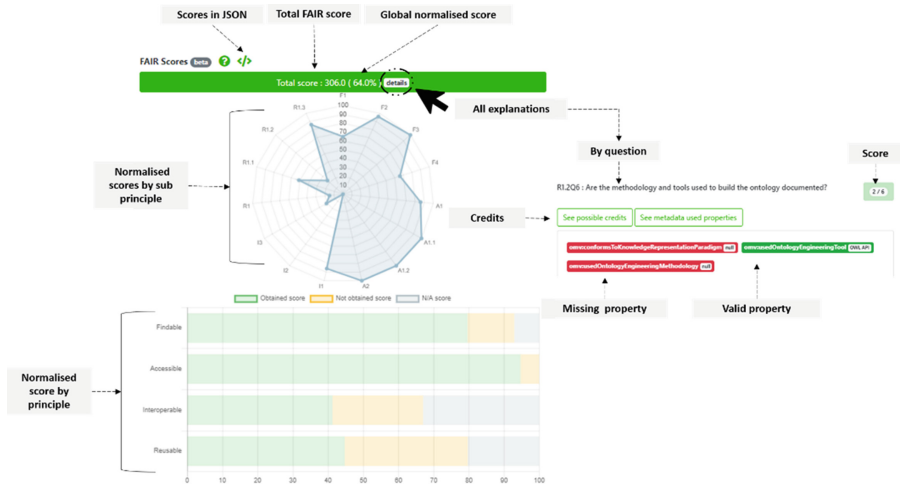 Scores in JSON
Total FAIR score
Global normalised score
FAIR Scores beta ? </>
Total score : 306.0 ( 64.0% details
All explanations
By question
Score
R1.2Q6 : Are the methodology and tools used to build the ontology documented?
2 / 6
Credits
See possible credits
See metadata used properties
omv:conformsToKnowledgeRepresentationParadigm null
omv:usedOntologyEngineeringTool OWL API
omv:usedOntologyEngineeringMethodology null
Missing property
Valid property
Normalised
scores by sub
principle
F1
F2
F3
F4
A1
A1.1
A1.2
A2
I1
I2
I3
R1
R1.1
R1.2
R1.3
100
90
80
70
60
50
40
30
20
10
Obtained score
Not obtained score
N/A score
Normalised
score by
principle
Findable
Accessible
Interoperable
Reusable
0 10 20 30 40 50 60 70 80 90 100